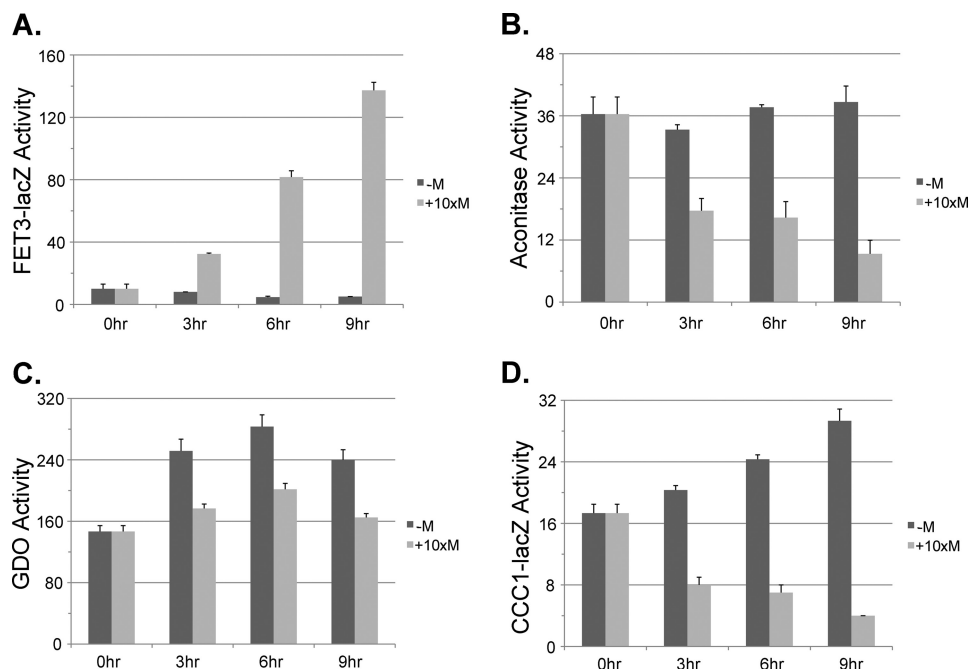 A.
FET3-lacZ Activity
160
120
80
40
0
0hr 3hr 6hr 9hr
-M
+10xM
B.
Aconitase Activity
48
36
24
12
0
0hr 3hr 6hr 9hr
-M
+10xM
C.
GDO Activity
320
240
160
80
0
0hr 3hr 6hr 9hr
-M
+10xM
D.
CCC1-lacZ Activity
32
24
16
8
0
0hr 3hr 6hr 9hr
-M
+10xM